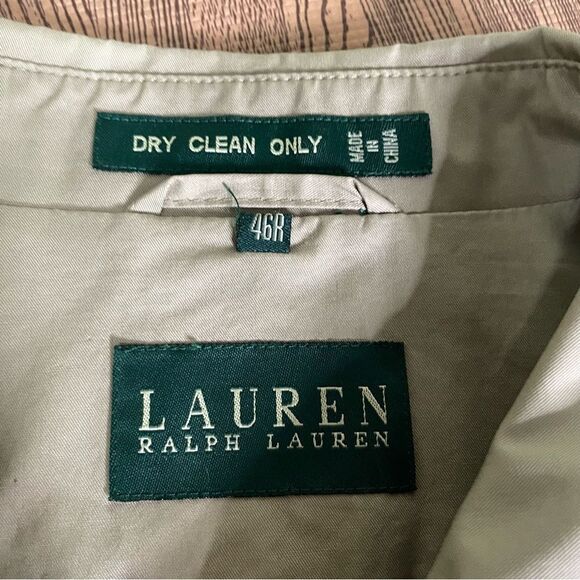 DRY CLEAN ONLY
MADE
IN
CHINA
46R
LAUREN
RALPH LAUREN